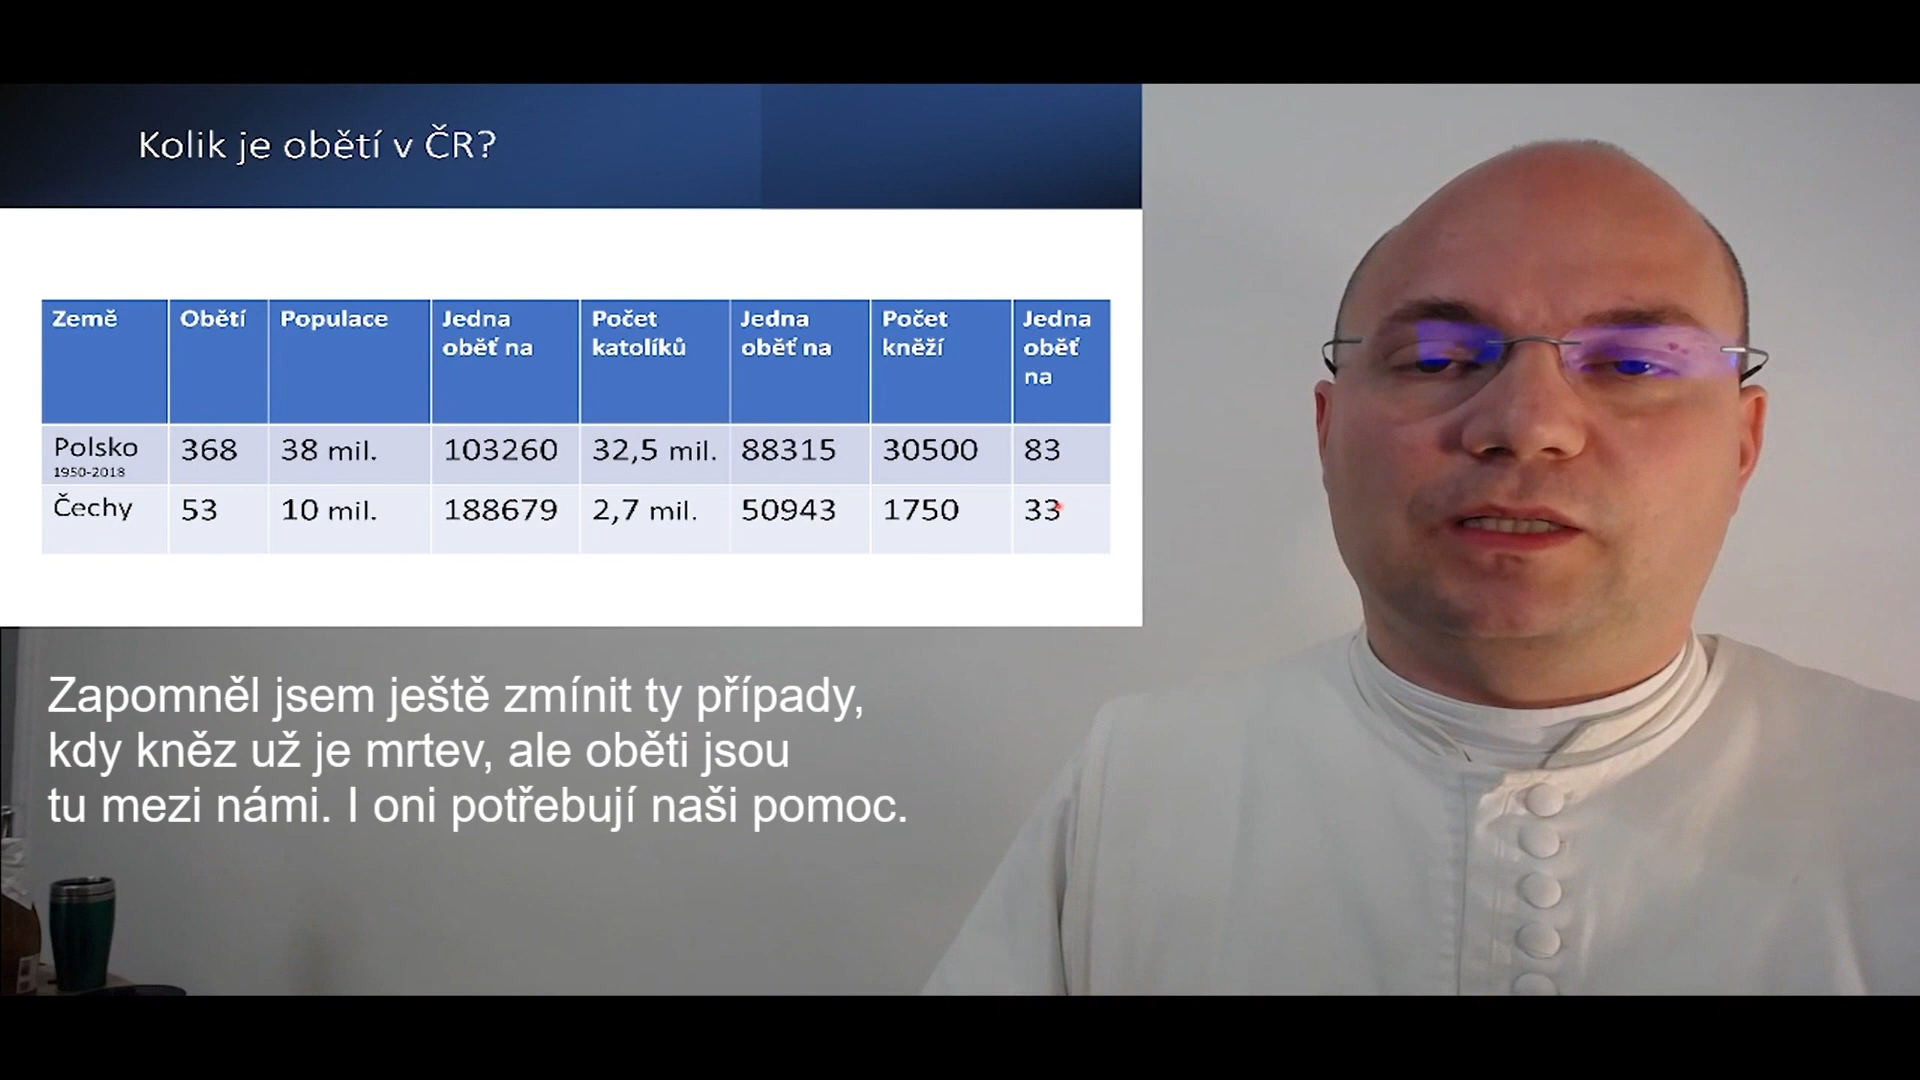 Kolik je obětí v ČR?
Země Obětí Populace Jedna oběť na Počet katolíků Jedna oběť na Počet kněží Jedna oběť na
Polsko 1950-2018 368 38 mil. 103260 32,5 mil. 88315 30500 83
Čechy 53 10 mil. 188679 2,7 mil. 50943 1750 33
Zapomněl jsem ještě zmínit ty případy,
kdy kněz už je mrtev, ale oběti jsou
tu mezi námi. I oni potřebují naši pomoc.